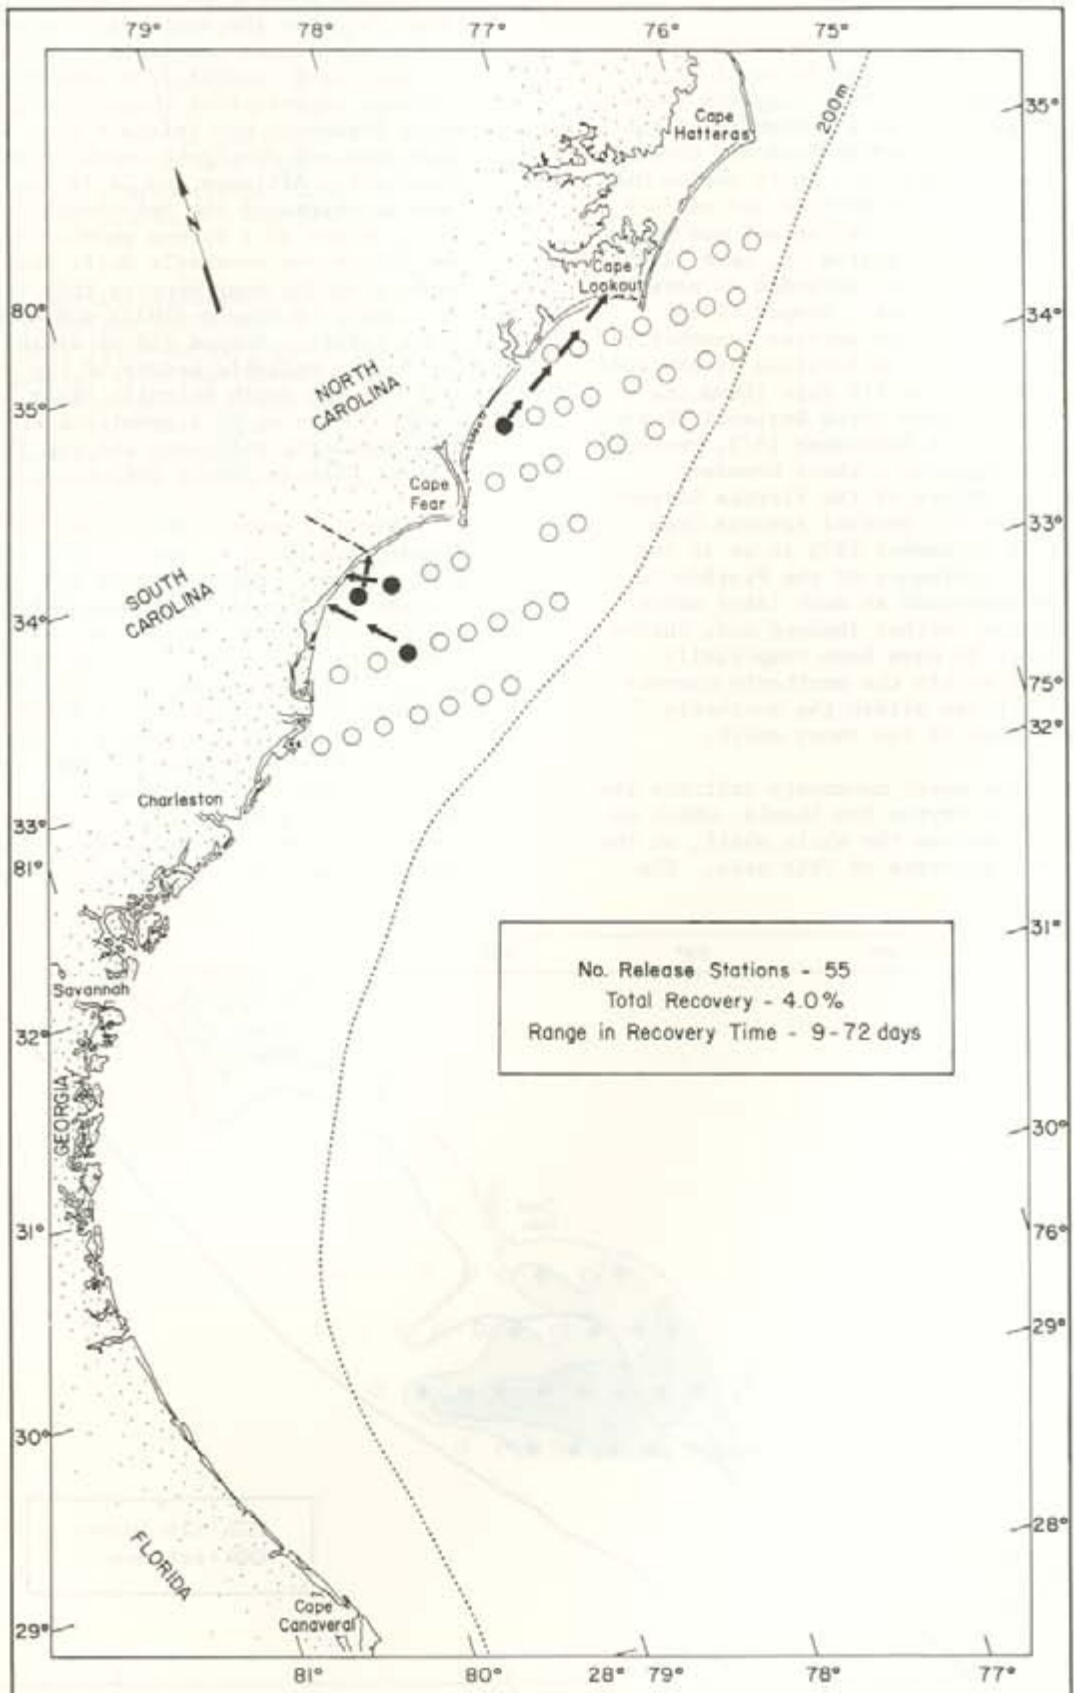 79°
78°
77°
76°
75°
200m
35°
Cape
Hatteras
N
Cape
Lookout
80°
34°
NORTH
CAROLINA
35°
Cape
Fear
33°
SOUTH
CAROLINA
34°
75°
32°
Charleston
33°
81°
31°
No. Release Stations - 55
Total Recovery - 4.0%
Range in Recovery Time - 9-72 days
Savannah
32°
GEORGIA
30°
31°
76°
29°
30°
28°
FLORIDA
Cape
Canaveral
29°
81°
80°
28°
79°
78°
77°